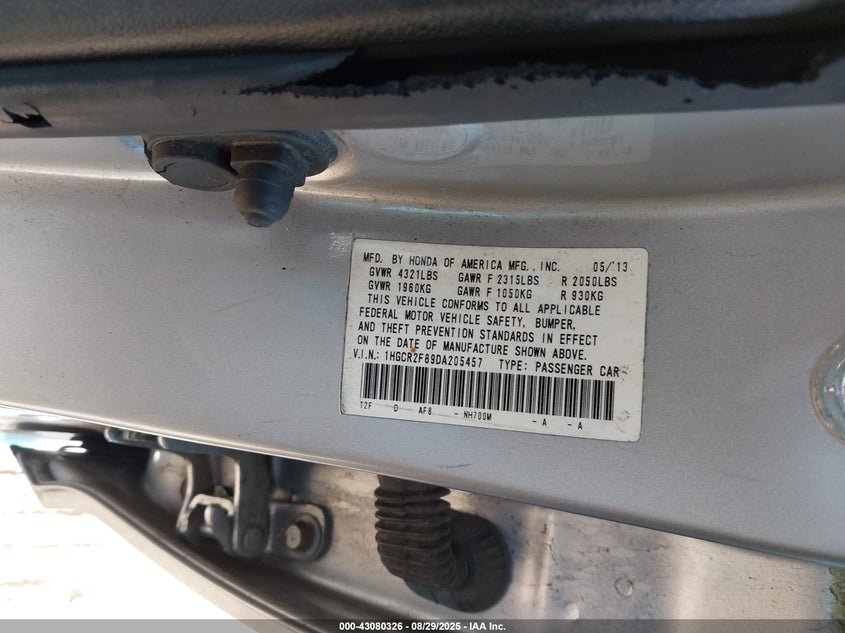 MFD. BY HONDA OF AMERICA MFG., INC. 05/13
GVWR 4321LBS GAWR F 2315LBS R 2050LBS
GVWR 1960KG GAWR F 1050KG R 930KG
THIS VEHICLE CONFORMS TO ALL APPLICABLE
FEDERAL MOTOR VEHICLE SAFETY, BUMPER,
AND THEFT PREVENTION STANDARDS IN EFFECT
ON THE DATE OF MANUFACTURE SHOWN ABOVE.
V.I.N.: 1HGCR2F89DA205457 TYPE: PASSENGER CAR
T2F D AF8 - NH700M - A - A
000-43080326 - 08/29/2025 - IAA Inc.